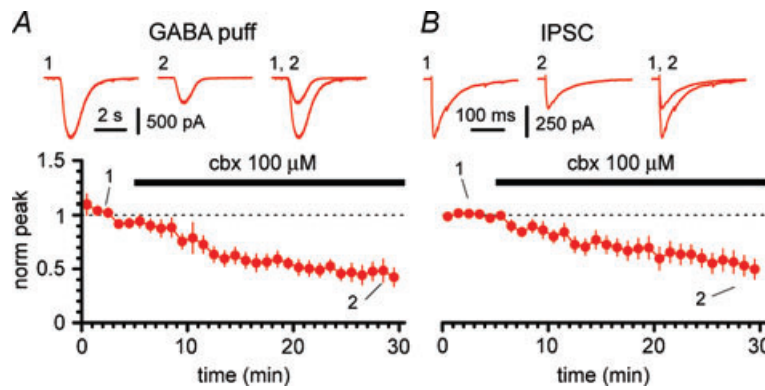 A GABA puff
1 2 1, 2
2 s 500 pA
cbx 100 μM
1
2
norm peak
1.5
1
0.5
0
0 10 20 30
time (min)
B IPSC
1 2 1, 2
100 ms 250 pA
cbx 100 μM
1
2
0 10 20 30
time (min)